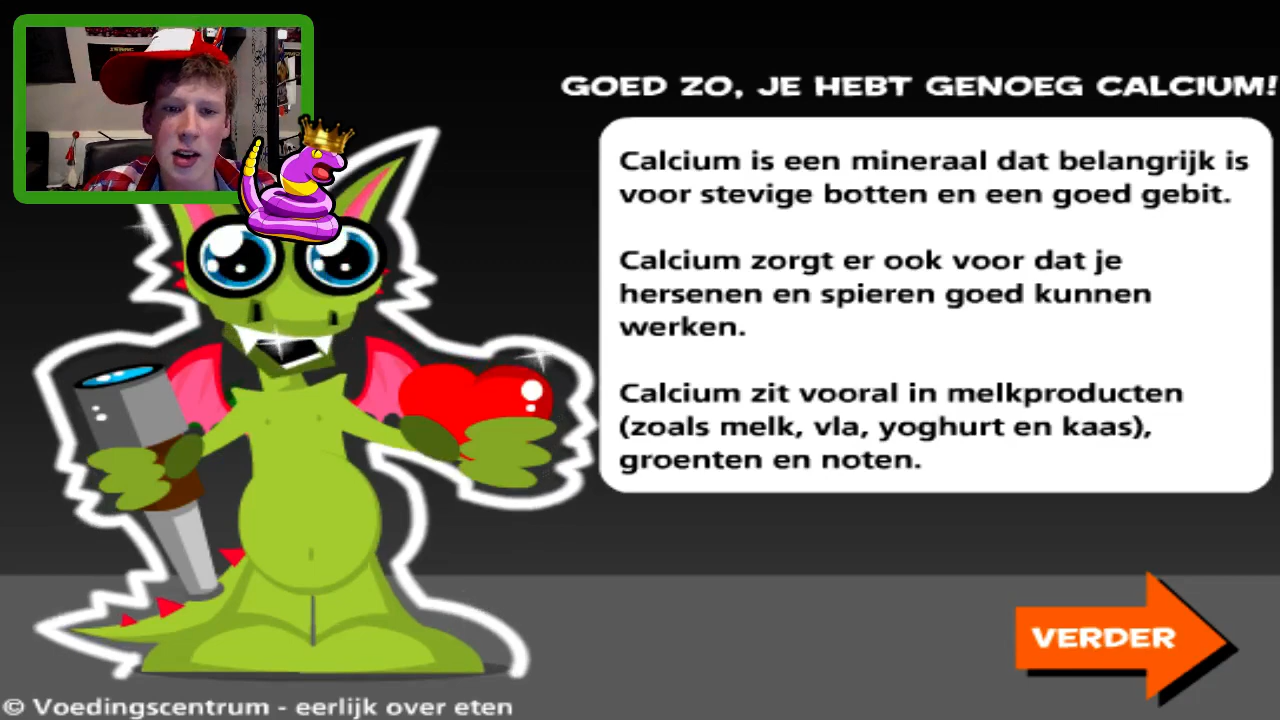 GOED ZO, JE HEBT GENOEG CALCIUM!
Calcium is een mineraal dat belangrijk is
voor stevige botten en een goed gebit.
Calcium zorgt er ook voor dat je
hersenen en spieren goed kunnen
werken.
Calcium zit vooral in melkproducten
(zoals melk, vla, yoghurt en kaas),
groenten en noten.
VERDER
© Voedingscentrum - eerlijk over eten